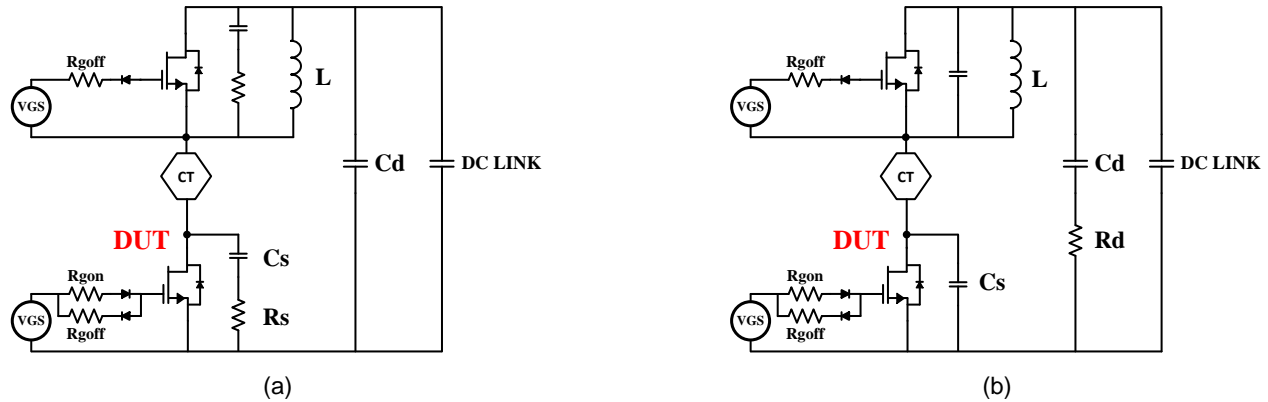 Rgoff
VGS
L
CT
Cd
DC LINK
DUT
Cs
Rgon
VGS
Rgoff
Rs
(a)
Rgoff
VGS
L
CT
Cd
DC LINK
DUT
Rd
Rgon
Cs
VGS
Rgoff
(b)